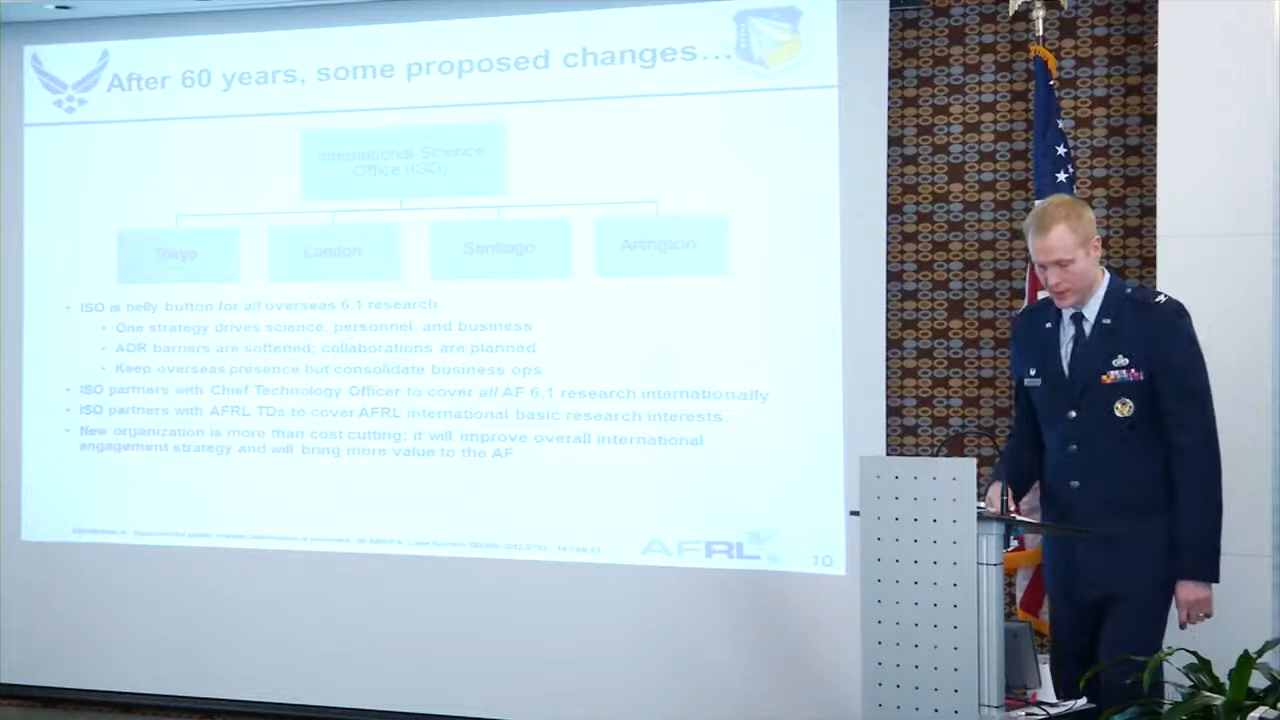 After 60 years, some proposed changes...
International Science
Office (ISO)
Tokyo
London
Santiago
Arlington
• ISO is belly button for all overseas 6.1 research
• One strategy drives science, personnel, and business
• AOR barriers are softened; collaborations are planned
• Keep overseas presence but consolidate business ops
• ISO partners with Chief Technology Officer to cover all AF 6.1 research internationally
• ISO partners with AFRL TDs to cover AFRL international basic research interests.
• New organization is more than cost cutting; it will improve overall international
engagement strategy and will bring more value to the AF
AFRL
10